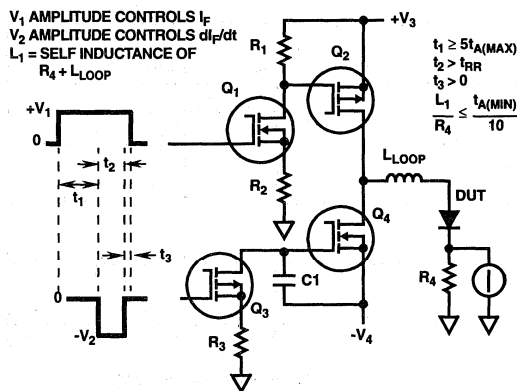 V1 AMPLITUDE CONTROLS IF
V2 AMPLITUDE CONTROLS dIF/dt
L1 = SELF INDUCTANCE OF
R4 + LLOOP
+V1
0
t2
t1
t3
0
-V2
R1
Q1
Q2
+V3
R2
Q4
Q3
C1
R3
-V4
LLOOP
DUT
R4
t1 ≥ 5tA(MAX)
t2 > tRR
t3 > 0
L1/R4 ≤ tA(MIN)/10